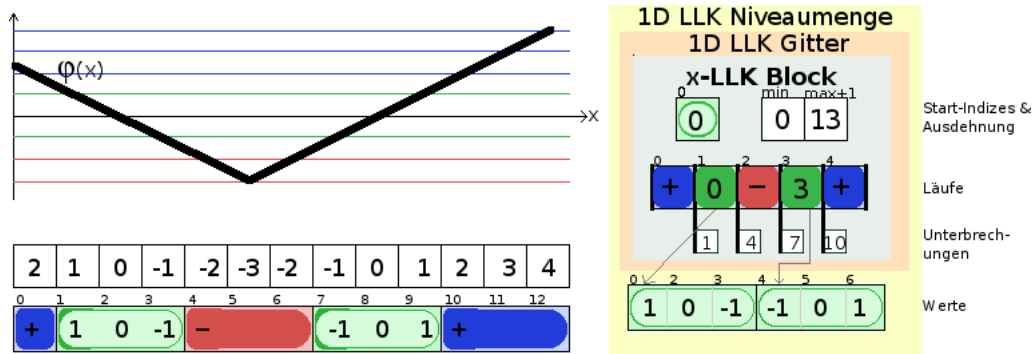 φ(x)
x
2 1 0 -1 -2 -3 -2 -1 0 1 2 3 4
0 1 2 3 4 5 6 7 8 9 10 11 12
+ 1 0 -1 − -1 0 1 +
1D LLK Niveaumenge
1D LLK Gitter
x-LLK Block
0 min max+1
0 0 13
Start-Indizes &
Ausdehnung
0 1 2 3 4
+ 0 − 3 +
Läufe
1 4 7 10
Unterbrech-
ungen
0 2 3 4 5 6
1 0 -1 -1 0 1
Werte